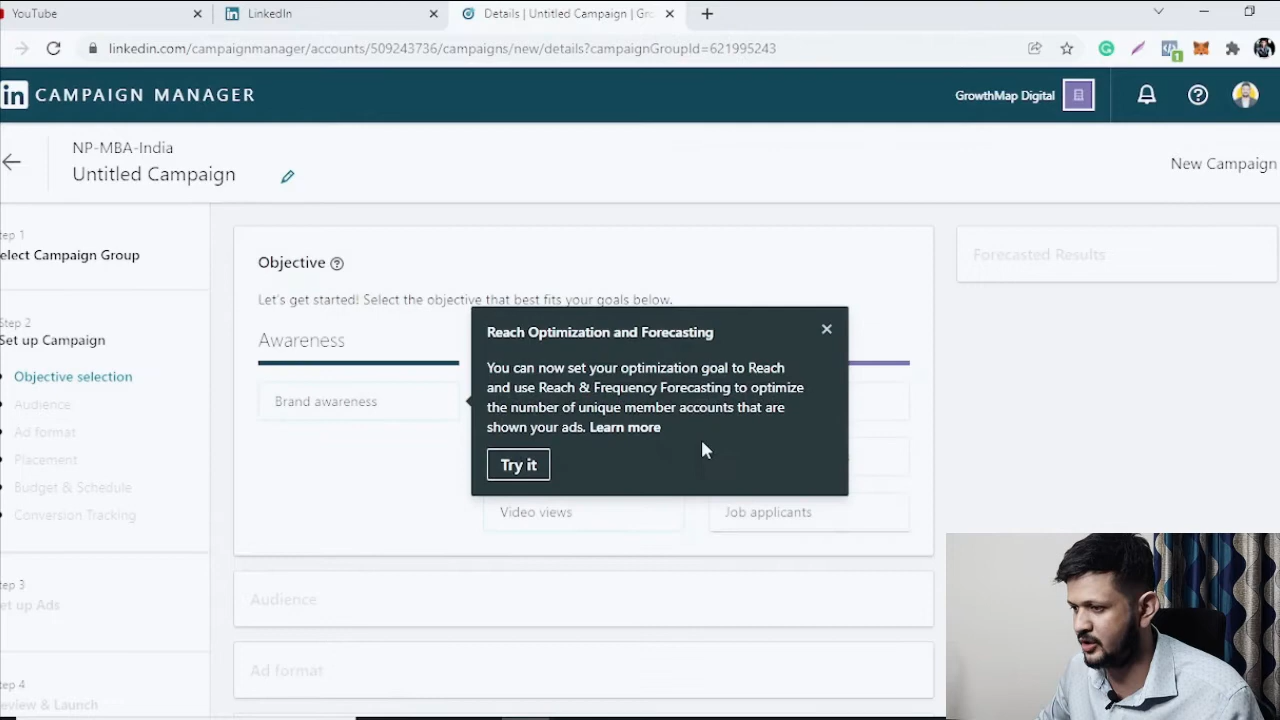 YouTube
LinkedIn
Details | Untitled Campaign | Gro
linkedin.com/campaignmanager/accounts/509243736/campaigns/new/details?campaignGroupId=621995243
1
in CAMPAIGN MANAGER
GrowthMap Digital
NP-MBA-India
Untitled Campaign
New Campaign
tep 1
elect Campaign Group
Step 2
Set up Campaign
Objective selection
Audience
Ad format
Placement
Budget & Schedule
Conversion Tracking
tep 3
et up Ads
tep 4
eview & Launch
Objective
Let's get started! Select the objective that best fits your goals below.
Awareness
Brand awareness
Reach Optimization and Forecasting
You can now set your optimization goal to Reach
and use Reach & Frequency Forecasting to optimize
the number of unique member accounts that are
shown your ads. Learn more
Try it
Video views
Job applicants
Audience
Ad format
Forecasted Results